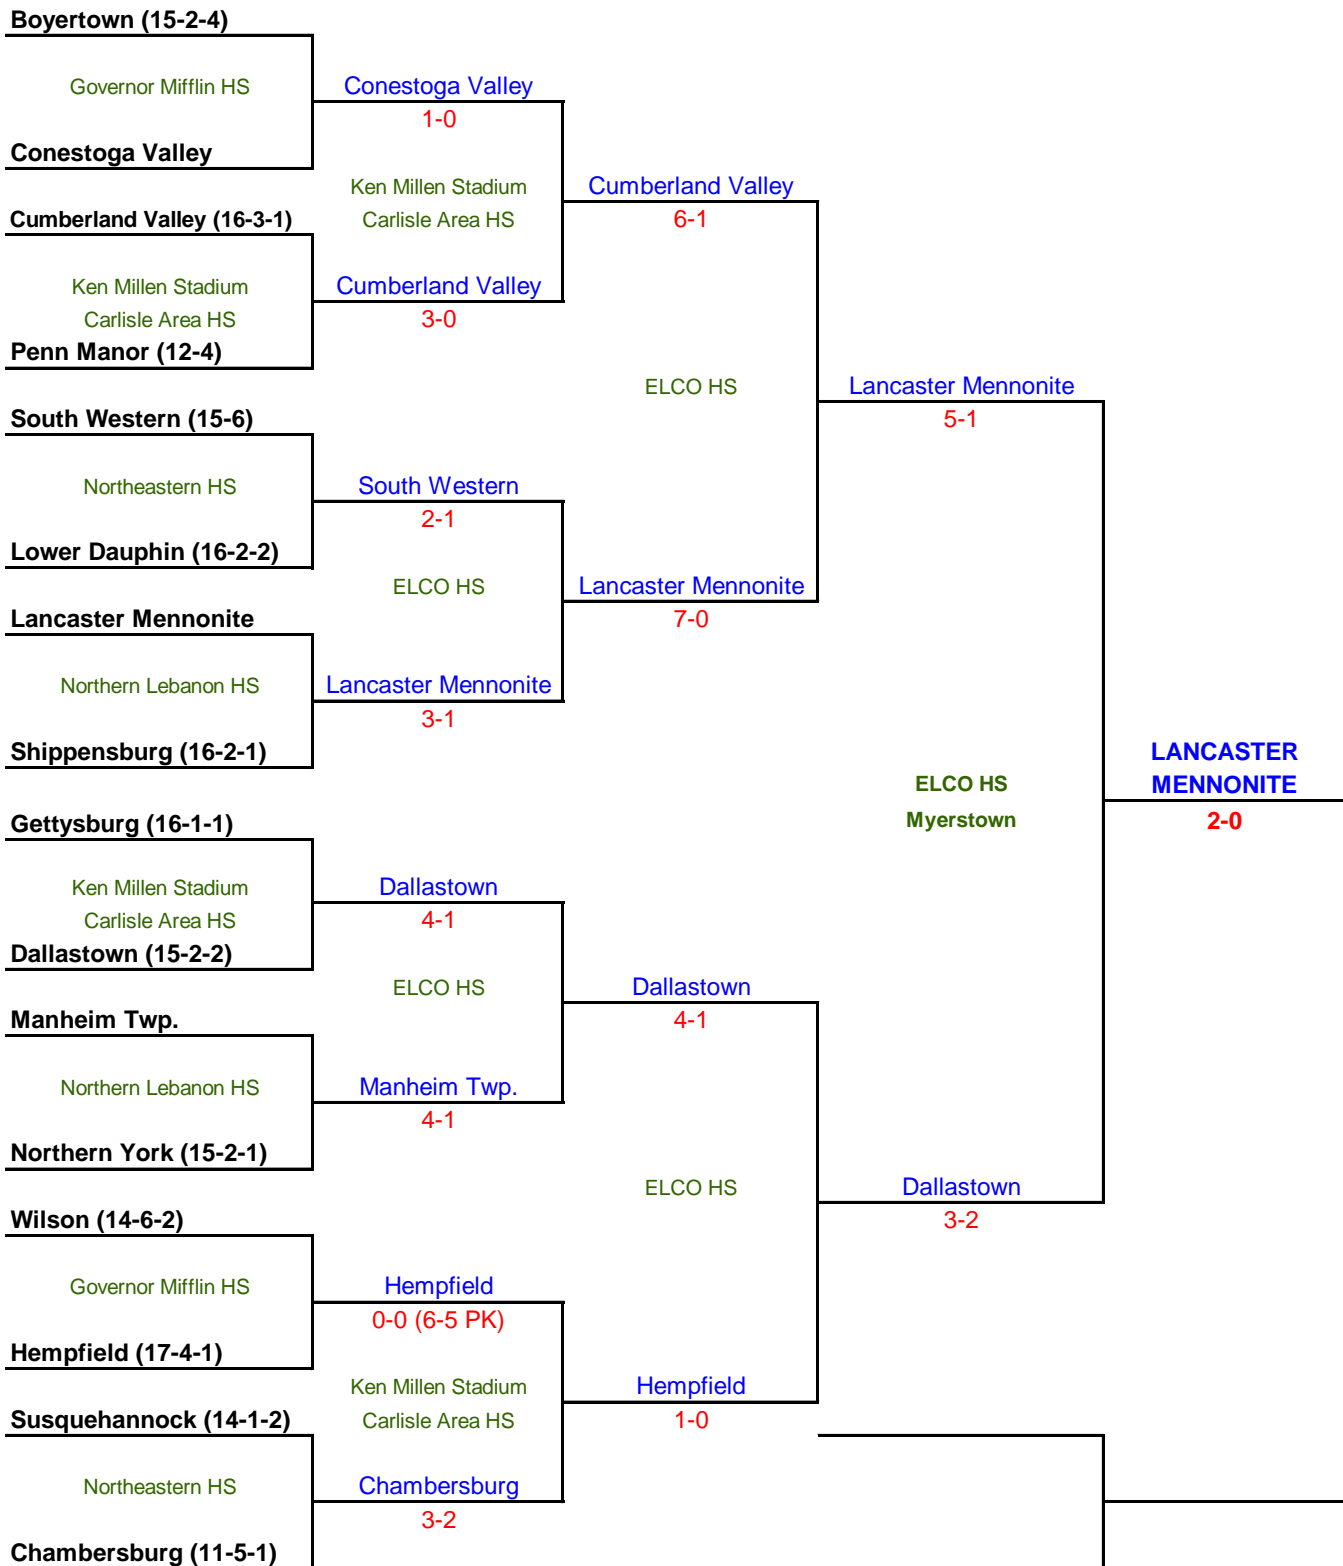 Boyertown (15-2-4)
Governor Mifflin HS
Conestoga Valley
1-0
Conestoga Valley
Ken Millen Stadium
Carlisle Area HS
Cumberland Valley
6-1
Cumberland Valley (16-3-1)
Ken Millen Stadium
Carlisle Area HS
Cumberland Valley
3-0
Penn Manor (12-4)
ELCO HS
Lancaster Mennonite
5-1
South Western (15-6)
Northeastern HS
South Western
2-1
Lower Dauphin (16-2-2)
ELCO HS
Lancaster Mennonite
7-0
Lancaster Mennonite
Northern Lebanon HS
Lancaster Mennonite
3-1
Shippensburg (16-2-1)
ELCO HS
Myerstown
LANCASTER
MENNONITE
2-0
Gettysburg (16-1-1)
Ken Millen Stadium
Carlisle Area HS
Dallastown
4-1
Dallastown (15-2-2)
ELCO HS
Dallastown
4-1
Manheim Twp.
Northern Lebanon HS
Manheim Twp.
4-1
Northern York (15-2-1)
ELCO HS
Dallastown
3-2
Wilson (14-6-2)
Governor Mifflin HS
Hempfield
0-0 (6-5 PK)
Hempfield (17-4-1)
Ken Millen Stadium
Carlisle Area HS
Hempfield
1-0
Susquehannock (14-1-2)
Northeastern HS
Chambersburg
3-2
Chambersburg (11-5-1)